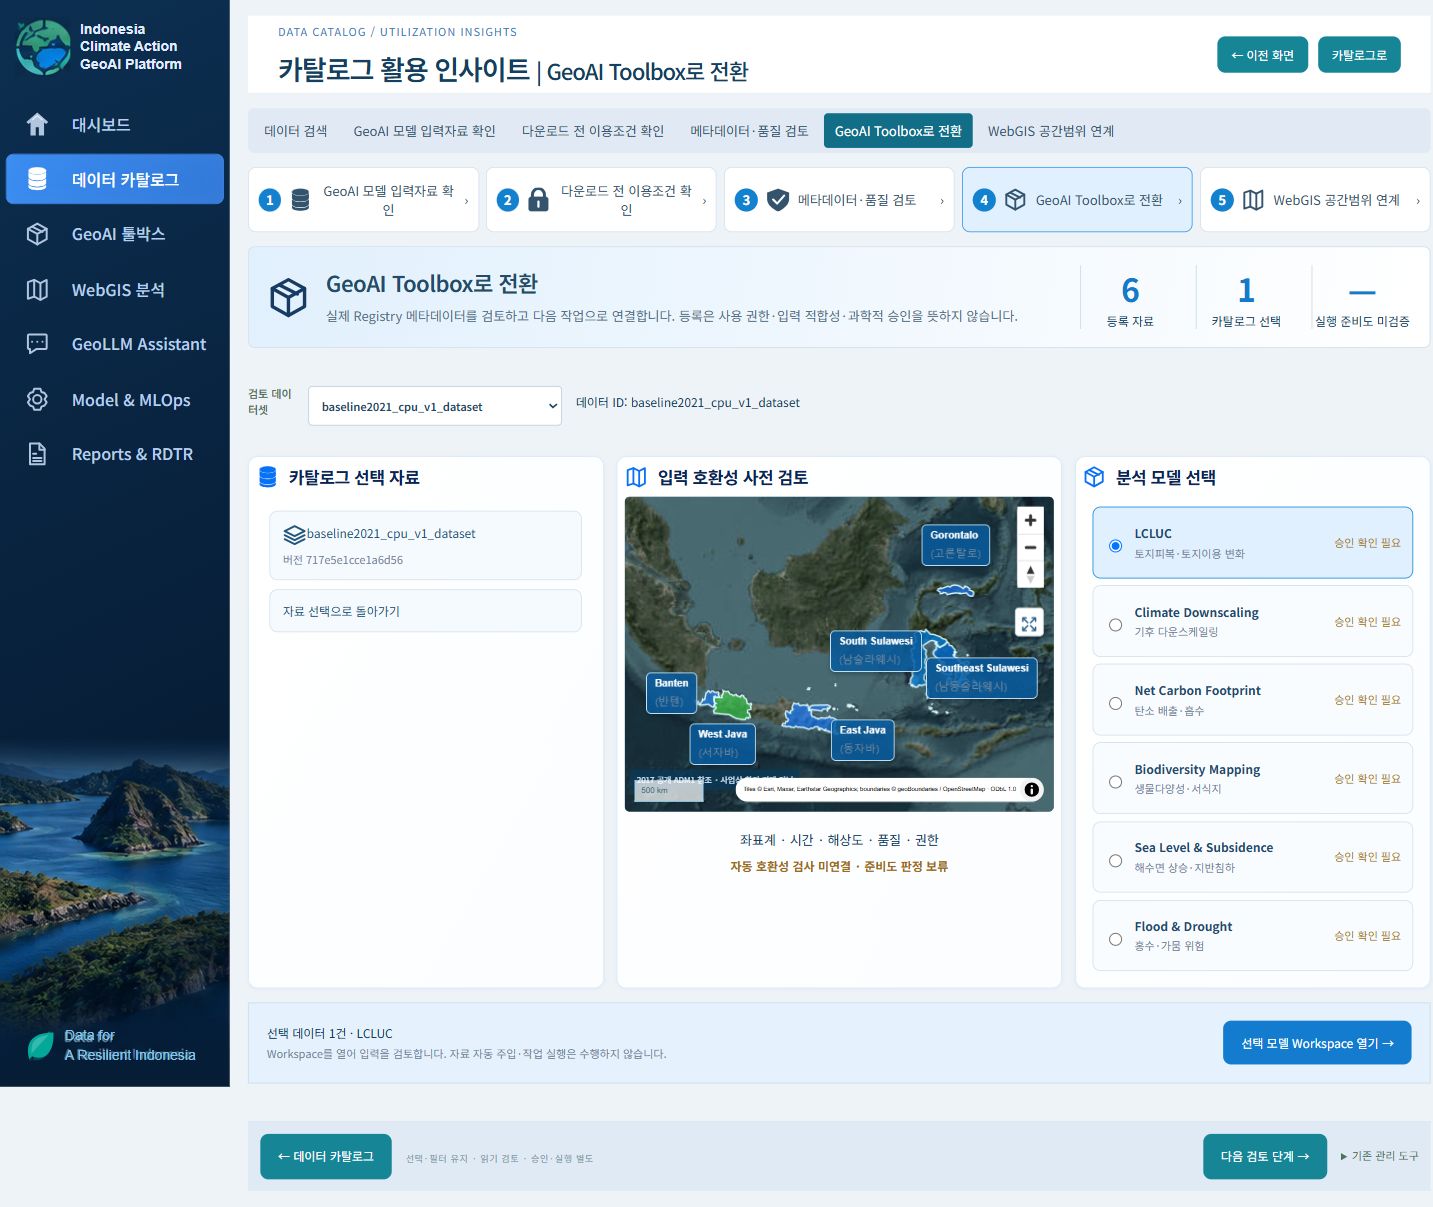 Indonesia
Climate Action
GeoAI Platform
대시보드
데이터 카탈로그
GeoAI 툴박스
WebGIS 분석
GeoLLM Assistant
Model & MLOps
Reports & RDTR
Data for
A Resilient Indonesia
DATA CATALOG / UTILIZATION INSIGHTS
카탈로그 활용 인사이트 | GeoAI Toolbox로 전환
← 이전 화면
카탈로그로
데이터 검색
GeoAI 모델 입력자료 확인
다운로드 전 이용조건 확인
메타데이터·품질 검토
GeoAI Toolbox로 전환
WebGIS 공간범위 연계
1
GeoAI 모델 입력자료 확
인
›
2
다운로드 전 이용조건 확
인
›
3
메타데이터·품질 검토
›
4
GeoAI Toolbox로 전환
›
5
WebGIS 공간범위 연계
›
GeoAI Toolbox로 전환
실제 Registry 메타데이터를 검토하고 다음 작업으로 연결합니다. 등록은 사용 권한·입력 적합성·과학적 승인을 뜻하지 않습니다.
6
등록 자료
1
카탈로그 선택
—
실행 준비도 미검증
검토 데이
터셋
baseline2021_cpu_v1_dataset
데이터 ID: baseline2021_cpu_v1_dataset
카탈로그 선택 자료
baseline2021_cpu_v1_dataset
버전 717e5e1cce1a6d56
자료 선택으로 돌아가기
입력 호환성 사전 검토
Gorontalo
(고론탈로)
South Sulawesi
(남술라웨시)
Southeast Sulawesi
(남동술라웨시)
Banten
(반텐)
West Java
(서자바)
East Java
(동자바)
2017 공개 ADM1 참조 · 사업상
500 km
Tiles © Esri, Maxar, Earthstar Geographics; boundaries © geoBoundaries / OpenStreetMap · ODbL 1.0
좌표계 · 시간 · 해상도 · 품질 · 권한
자동 호환성 검사 미연결 · 준비도 판정 보류
분석 모델 선택
LCLUC
토지피복·토지이용 변화
승인 확인 필요
Climate Downscaling
기후 다운스케일링
승인 확인 필요
Net Carbon Footprint
탄소 배출·흡수
승인 확인 필요
Biodiversity Mapping
생물다양성·서식지
승인 확인 필요
Sea Level & Subsidence
해수면 상승·지반침하
승인 확인 필요
Flood & Drought
홍수·가뭄 위험
승인 확인 필요
선택 데이터 1건 · LCLUC
Workspace를 열어 입력을 검토합니다. 자료 자동 주입·작업 실행은 수행하지 않습니다.
선택 모델 Workspace 열기 →
← 데이터 카탈로그
선택·필터 유지 · 읽기 검토 · 승인·실행 별도
다음 검토 단계 →
▶ 기존 관리 도구